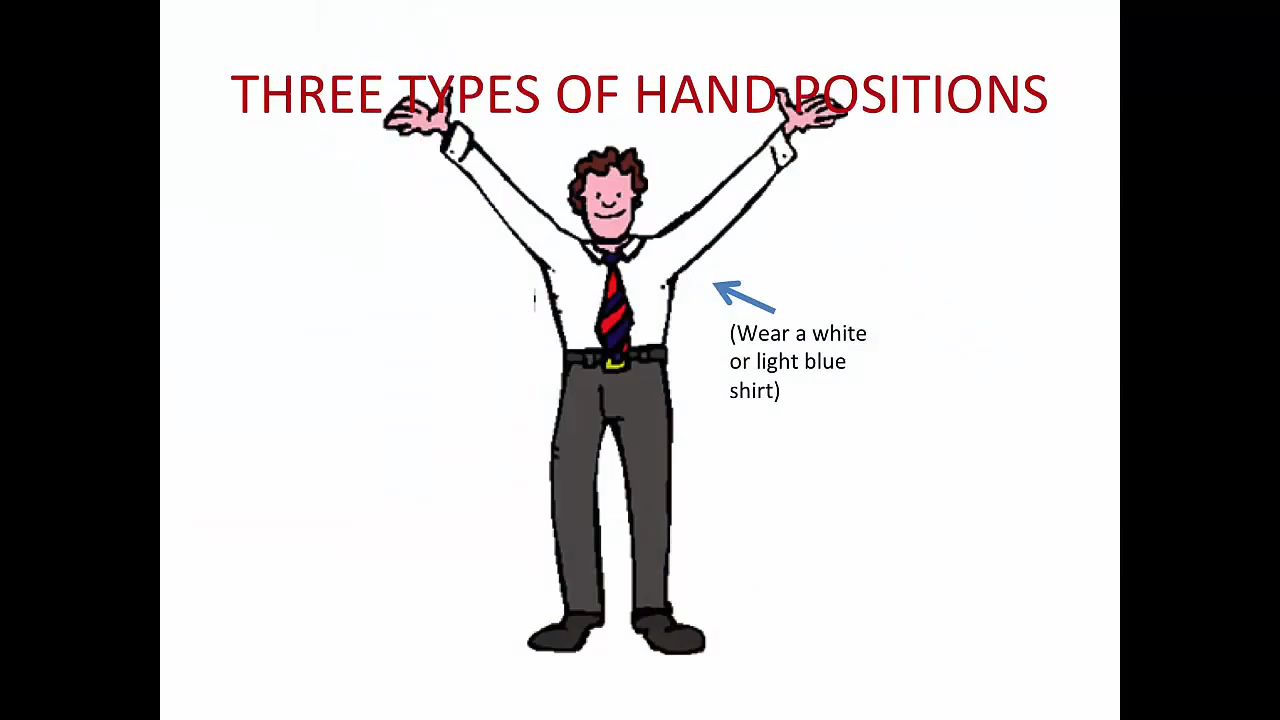 THREE TYPES OF HAND POSITIONS
(Wear a white
or light blue
shirt)